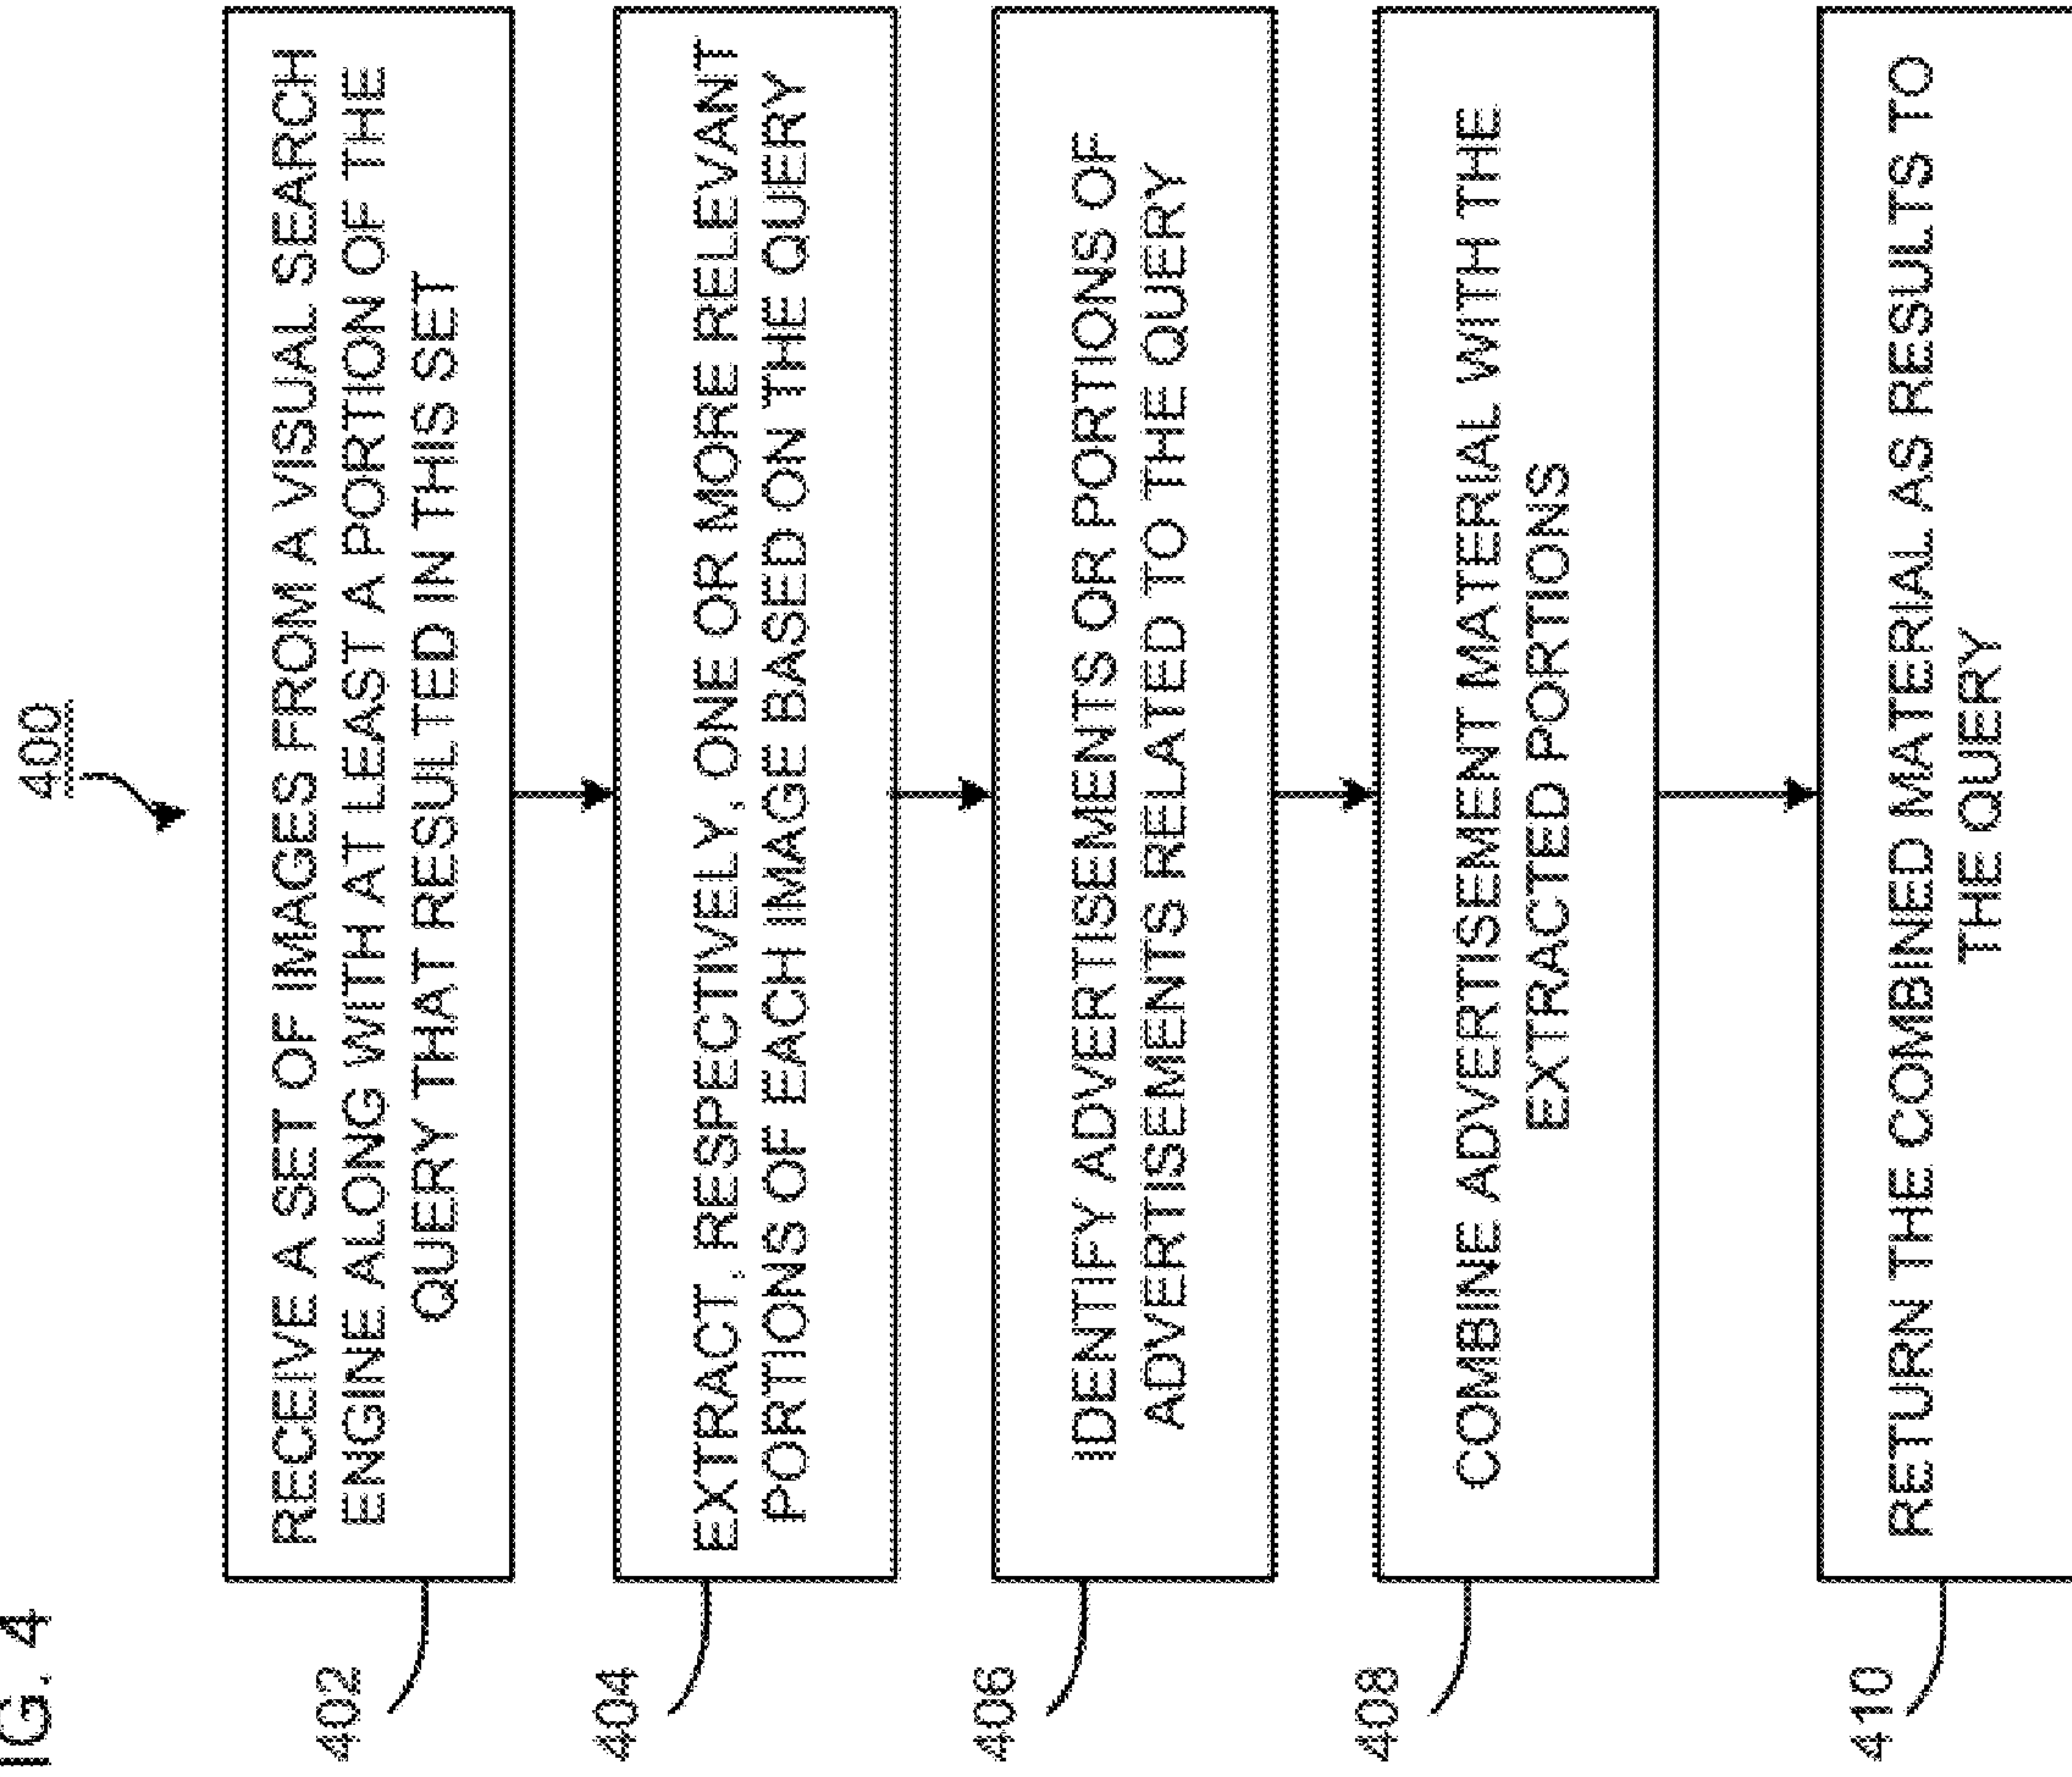 IG. 4
400
402
RECEIVE A SET OF IMAGES FROM A VISUAL SEARCH
ENGINE ALONG WITH AT LEAST A PORTION OF THE
QUERY THAT RESULTED IN THIS SET
404
EXTRACT, RESPECTIVELY, ONE OR MORE RELEVANT
PORTIONS OF EACH IMAGE BASED ON THE QUERY
406
IDENTIFY ADVERTISEMENTS OR PORTIONS OF
ADVERTISEMENTS RELATED TO THE QUERY
408
COMBINE ADVERTISEMENT MATERIAL WITH THE
EXTRACTED PORTIONS
410
RETURN THE COMBINED MATERIAL AS RESULTS TO
THE QUERY